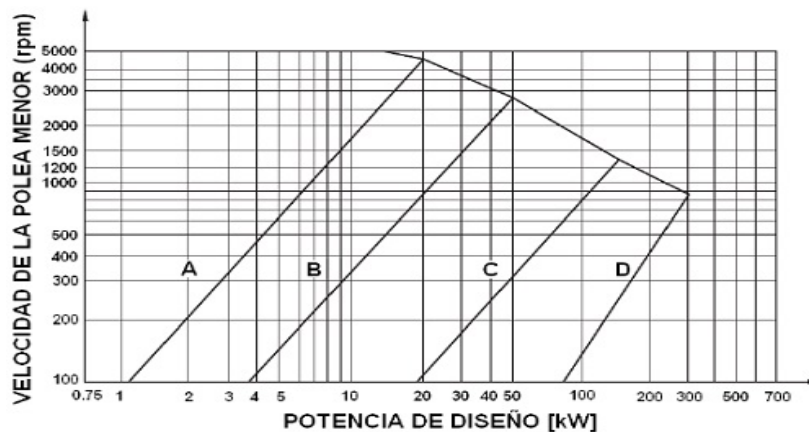 VELOCIDAD DE LA POLEA MENOR (rpm)
5000
4000
3000
2000
1500
1200
1000
500
400
300
200
100
A
B
C
D
0.75 1 2 3 4 5 10 20 30 40 50 100 200 300 400 500 700
POTENCIA DE DISEÑO [kW]